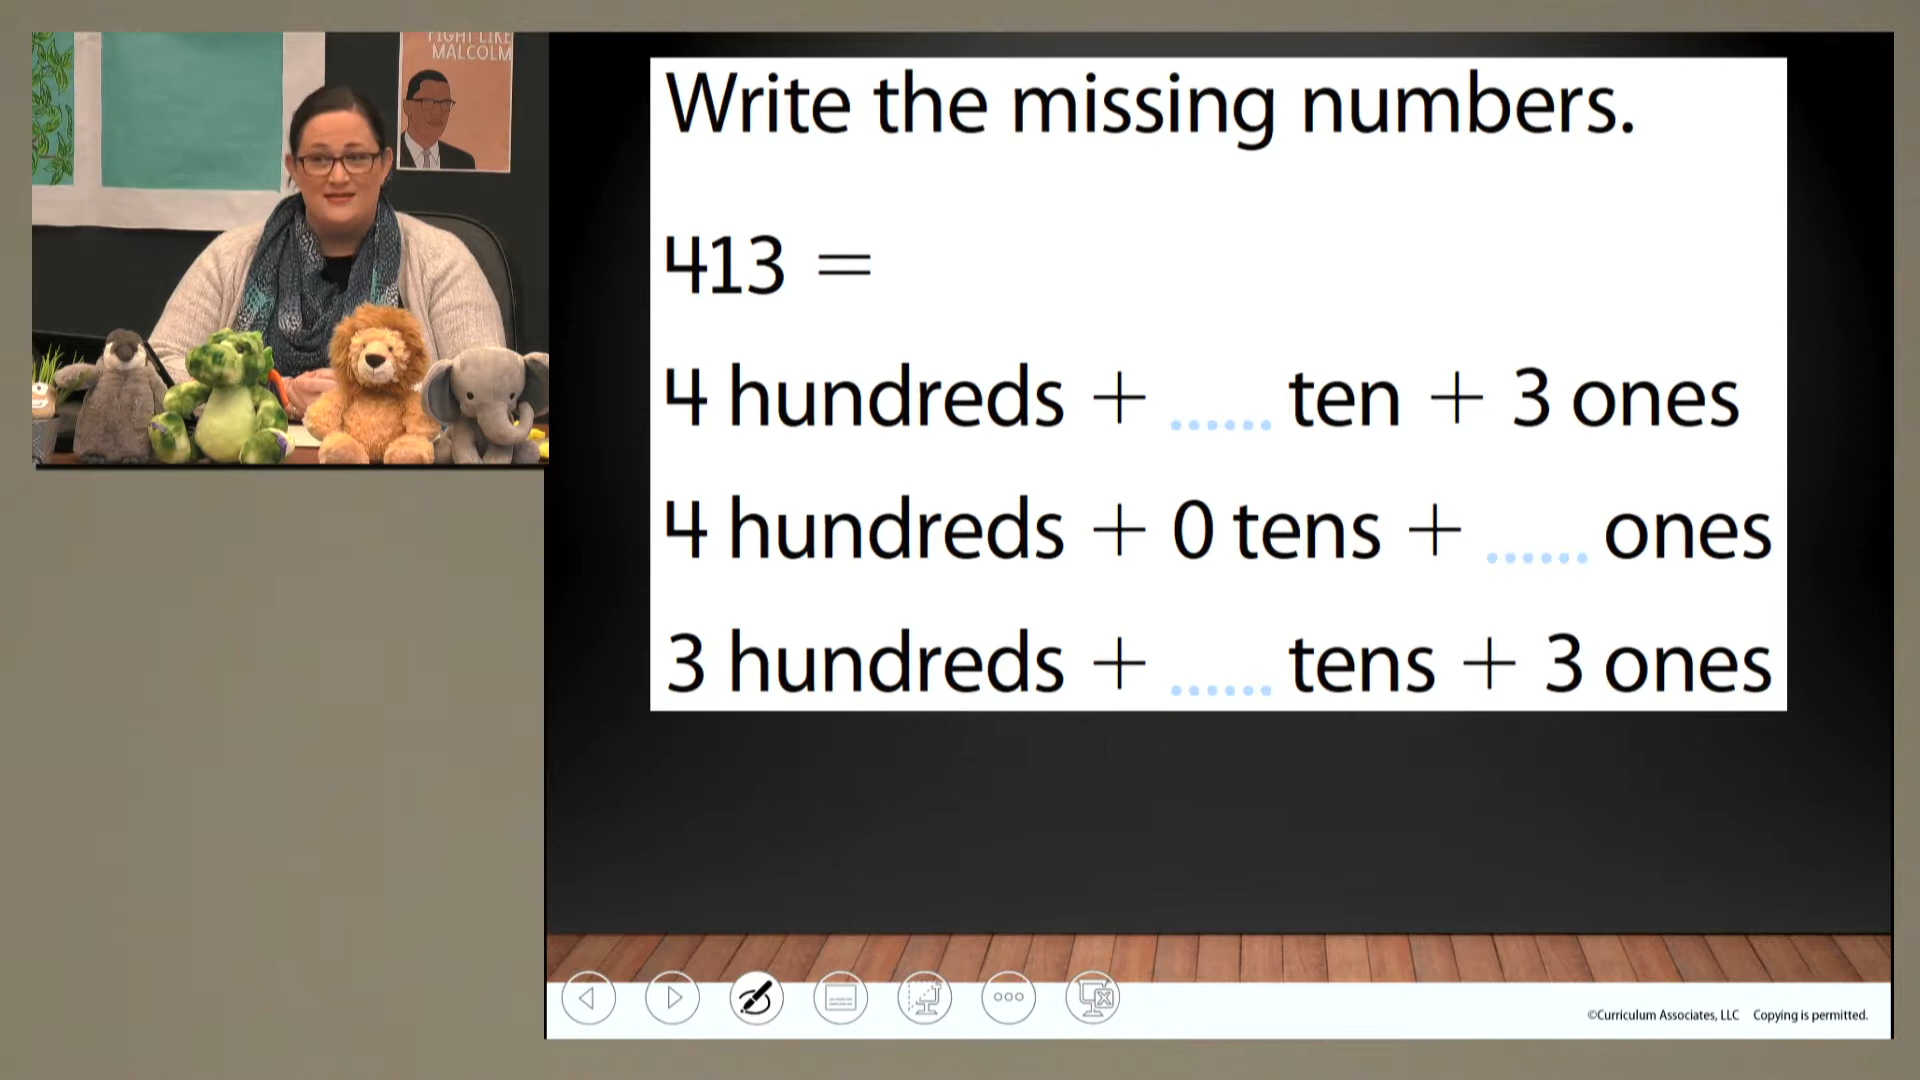 FIGHT LIKE
MALCOLM
Write the missing numbers.
413 =
4 hundreds + ...... ten + 3 ones
4 hundreds + 0 tens + ...... ones
3 hundreds + ...... tens + 3 ones
©Curriculum Associates, LLC Copying is permitted.